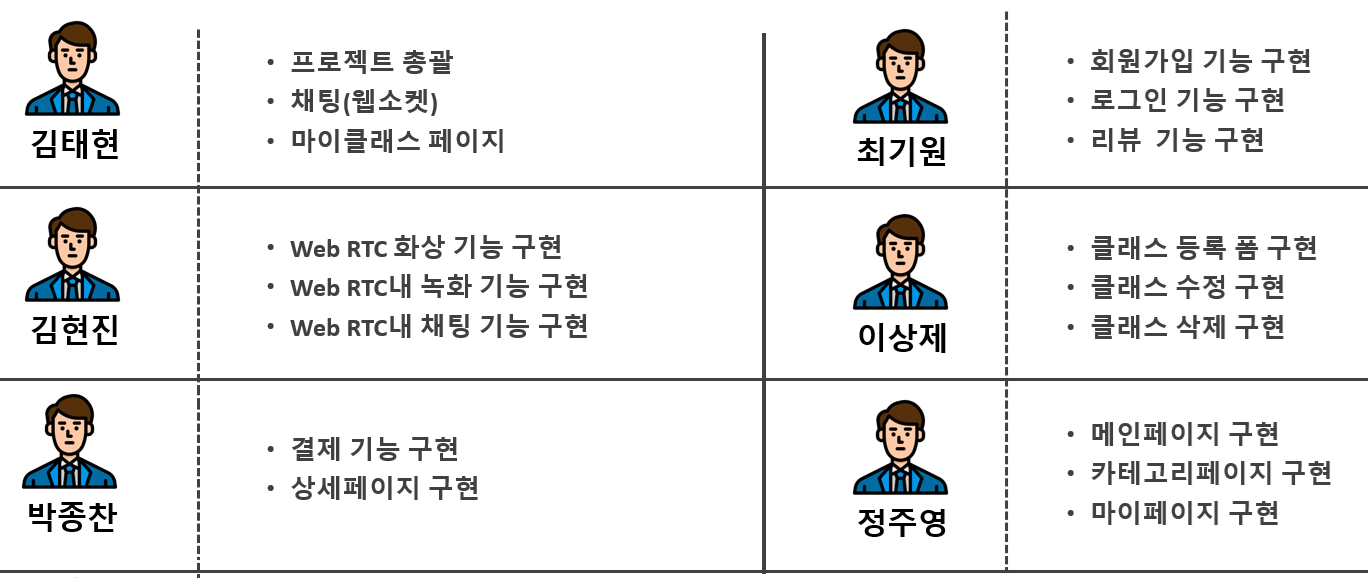 김태현
• 프로젝트 총괄
• 채팅(웹소켓)
• 마이클래스 페이지
최기원
• 회원가입 기능 구현
• 로그인 기능 구현
• 리뷰 기능 구현
김현진
• Web RTC 화상 기능 구현
• Web RTC내 녹화 기능 구현
• Web RTC내 채팅 기능 구현
이상제
• 클래스 등록 폼 구현
• 클래스 수정 구현
• 클래스 삭제 구현
박종찬
• 결제 기능 구현
• 상세페이지 구현
정주영
• 메인페이지 구현
• 카테고리페이지 구현
• 마이페이지 구현